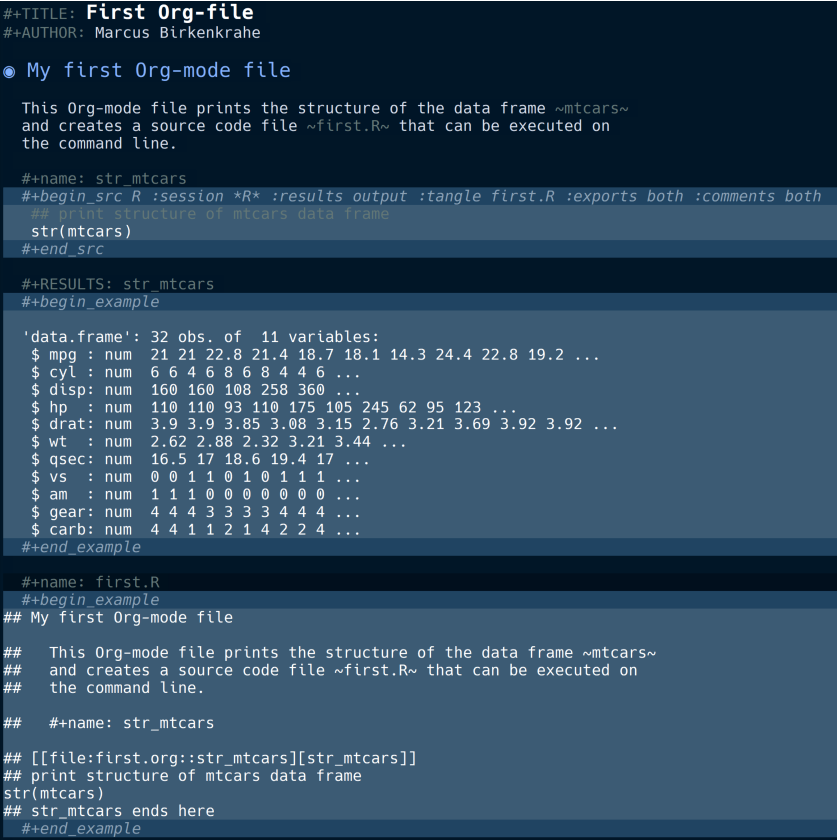 #+TITLE: First Org-file
#+AUTHOR: Marcus Birkenkrahe
◉ My first Org-mode file
This Org-mode file prints the structure of the data frame ~mtcars~
and creates a source code file ~first.R~ that can be executed on
the command line.
#+name: str_mtcars
#+begin_src R :session *R* :results output :tangle first.R :exports both :comments both
## print structure of mtcars data frame
str(mtcars)
#+end_src
#+RESULTS: str_mtcars
#+begin_example
'data.frame': 32 obs. of  11 variables:
$ mpg : num  21 21 22.8 21.4 18.7 18.1 14.3 24.4 22.8 19.2 ...
$ cyl : num  6 6 4 6 8 6 8 4 4 6 ...
$ disp: num  160 160 108 258 360 ...
$ hp  : num  110 110 93 110 175 105 245 62 95 123 ...
$ drat: num  3.9 3.9 3.85 3.08 3.15 2.76 3.21 3.69 3.92 3.92 ...
$ wt  : num  2.62 2.88 2.32 3.21 3.44 ...
$ qsec: num  16.5 17 18.6 19.4 17 ...
$ vs  : num  0 0 1 1 0 1 0 1 1 1 ...
$ am  : num  1 1 1 0 0 0 0 0 0 0 ...
$ gear: num  4 4 4 3 3 3 3 4 4 4 ...
$ carb: num  4 4 1 1 2 1 4 2 2 4 ...
#+end_example
#+name: first.R
#+begin_example
## My first Org-mode file
##   This Org-mode file prints the structure of the data frame ~mtcars~
##   and creates a source code file ~first.R~ that can be executed on
##   the command line.
##   #+name: str_mtcars
## [[file:first.org::str_mtcars][str_mtcars]]
## print structure of mtcars data frame
str(mtcars)
## str_mtcars ends here
#+end_example